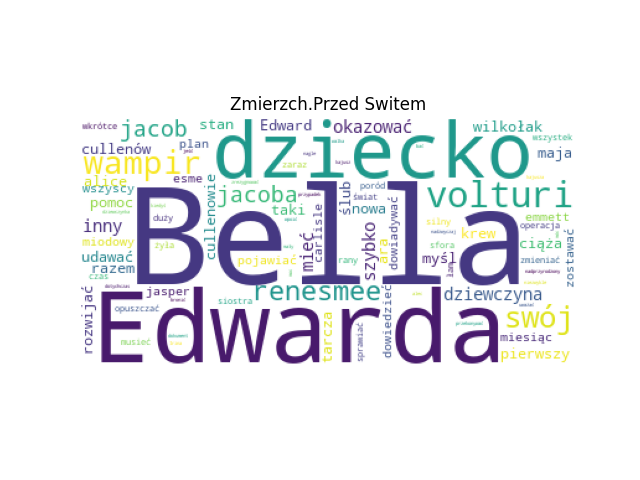 Zmierzch.Przed Switem
wkrótce
jacob
stan
Edward
okazować
wilkołak
wszystek
cullenów
plan
dziecko
maja
wampir
zaraz
alice
esme
wszyscy
cullenowie
jacoba
ślub
poród
świat
volturi
pomoc
duży
taki
carlisle
nowa
dowiadywać
silny
emmett
inny
Bella
mieć
szybko
krew
operacja
miodowy
żyła
ara
sfora
ciąża
udawać
pojawiać
rany
myśl
zmieniać
zostawać
razem
czas
renesmee
dziewczyna
rozwijać
jasper
siostra
opuszczać
Edwarda
tarcza
sprawiać
dowiedzieć
swój
musieć
miesiąc
pierwszy